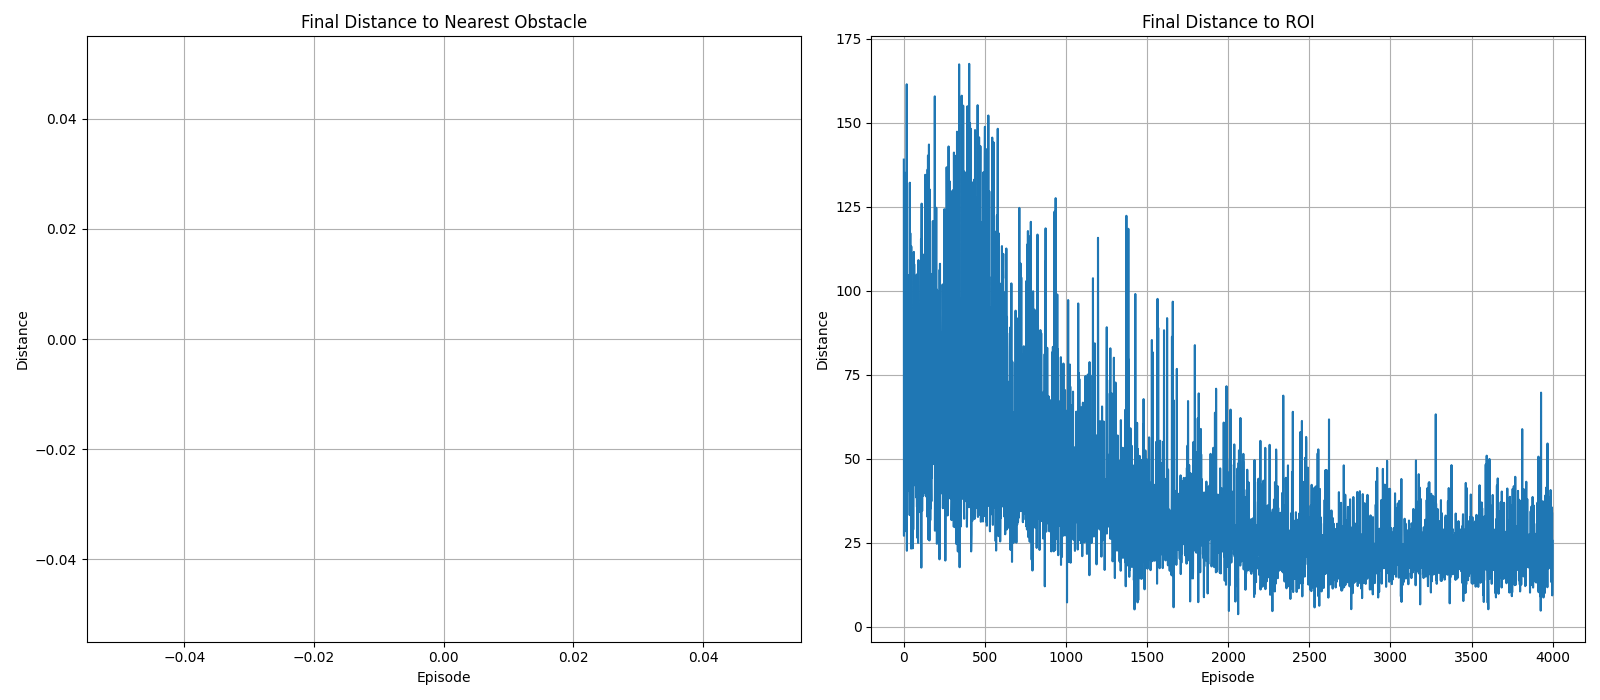 Final Distance to Nearest Obstacle
Distance
0.04
0.02
0.00
−0.02
−0.04
−0.04 −0.02 0.00 0.02 0.04
Episode
Final Distance to ROI
Distance
175
150
125
100
75
50
25
0
0 500 1000 1500 2000 2500 3000 3500 4000
Episode